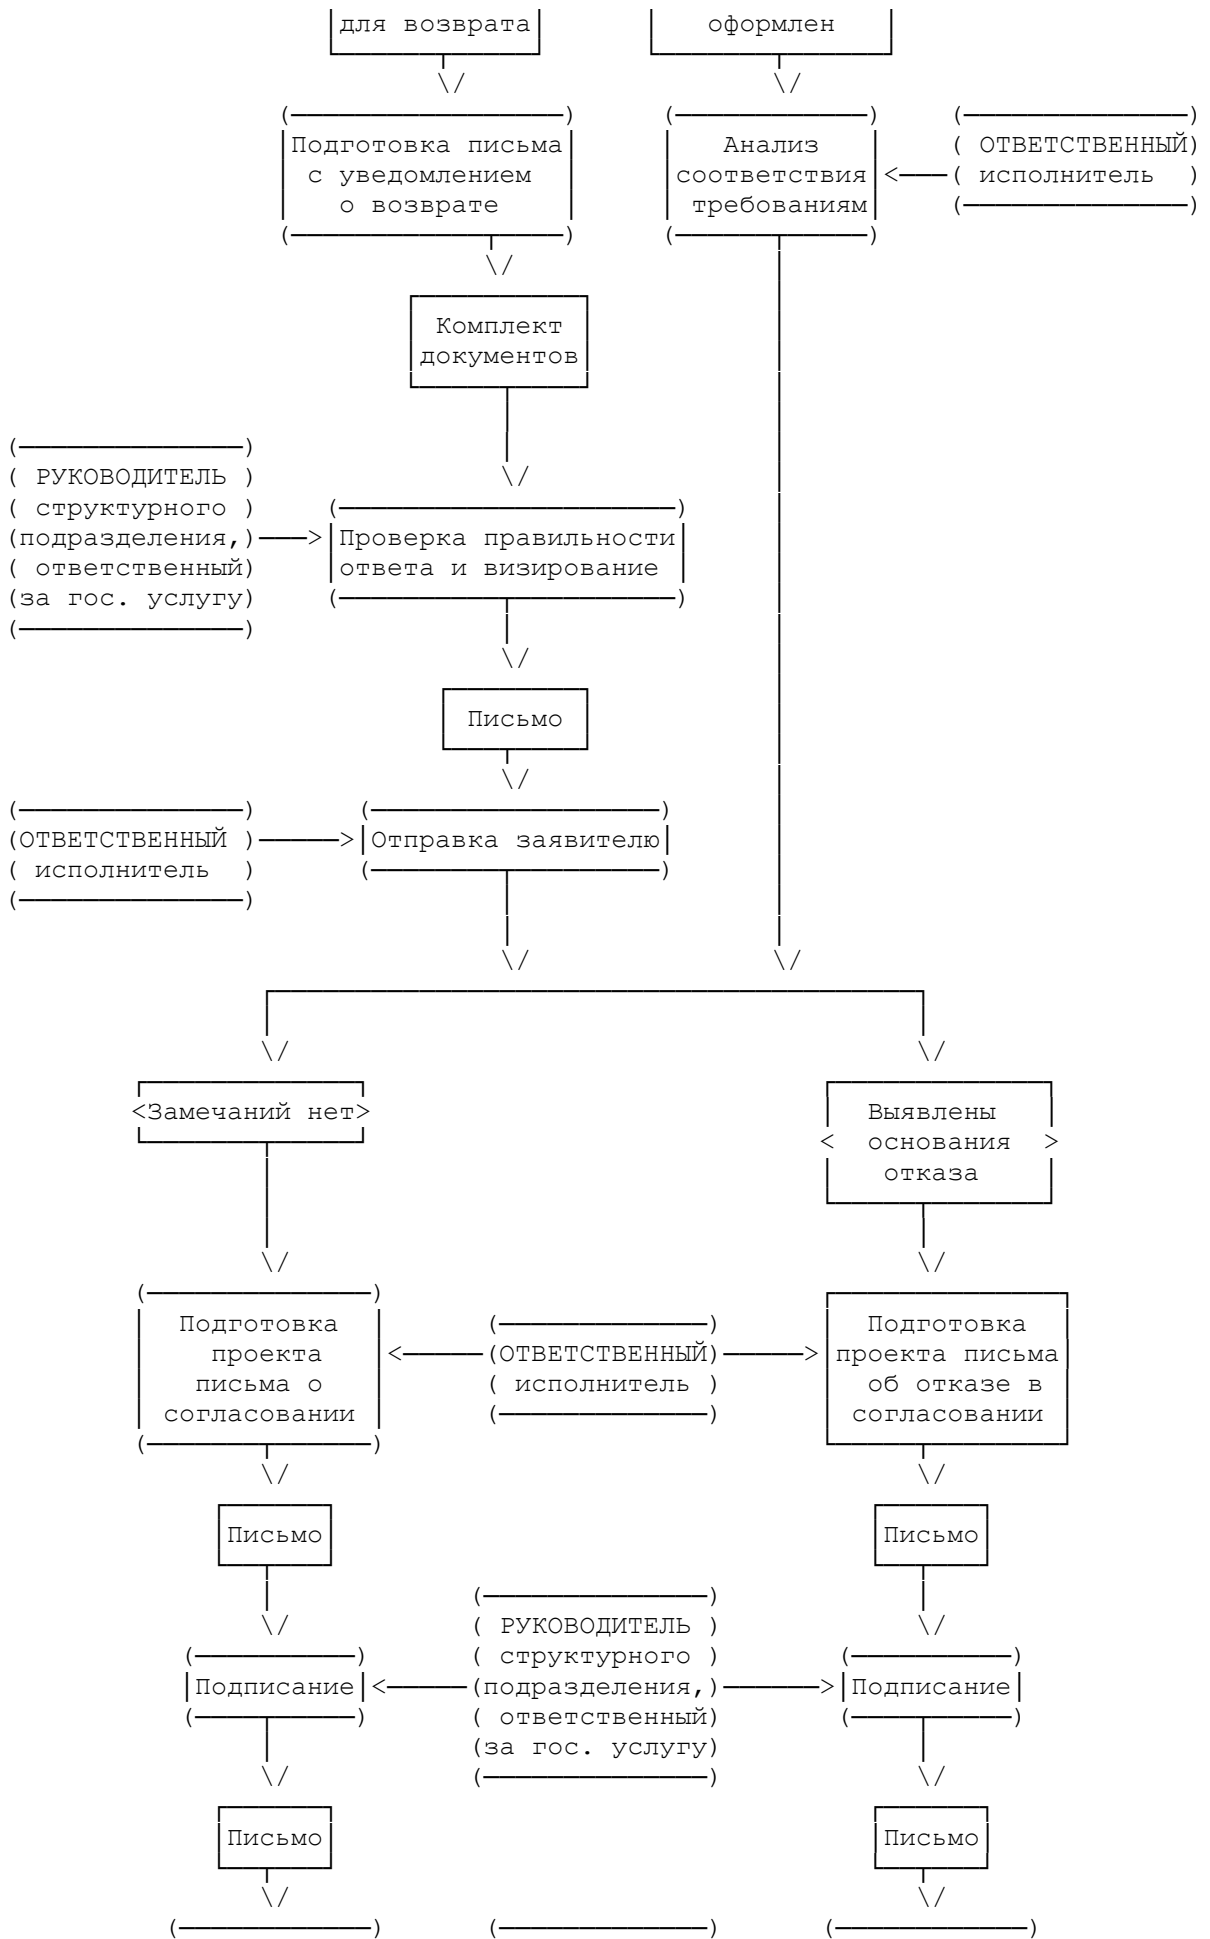 для возврата
оформлен
Подготовка письма
с уведомлением
о возврате
Анализ
соответствия
требованиям
ОТВЕТСТВЕННЫЙ
исполнитель
Комплект
документов
РУКОВОДИТЕЛЬ
структурного
подразделения,
ответственный
за гос. услугу
Проверка правильности
ответа и визирование
Письмо
ОТВЕТСТВЕННЫЙ
исполнитель
Отправка заявителю
Замечаний нет
Выявлены
основания
отказа
Подготовка
проекта
письма о
согласовании
ОТВЕТСТВЕННЫЙ
исполнитель
Подготовка
проекта письма
об отказе в
согласовании
Письмо
Письмо
РУКОВОДИТЕЛЬ
структурного
подразделения,
ответственный
за гос. услугу
Подписание
Подписание
Письмо
Письмо